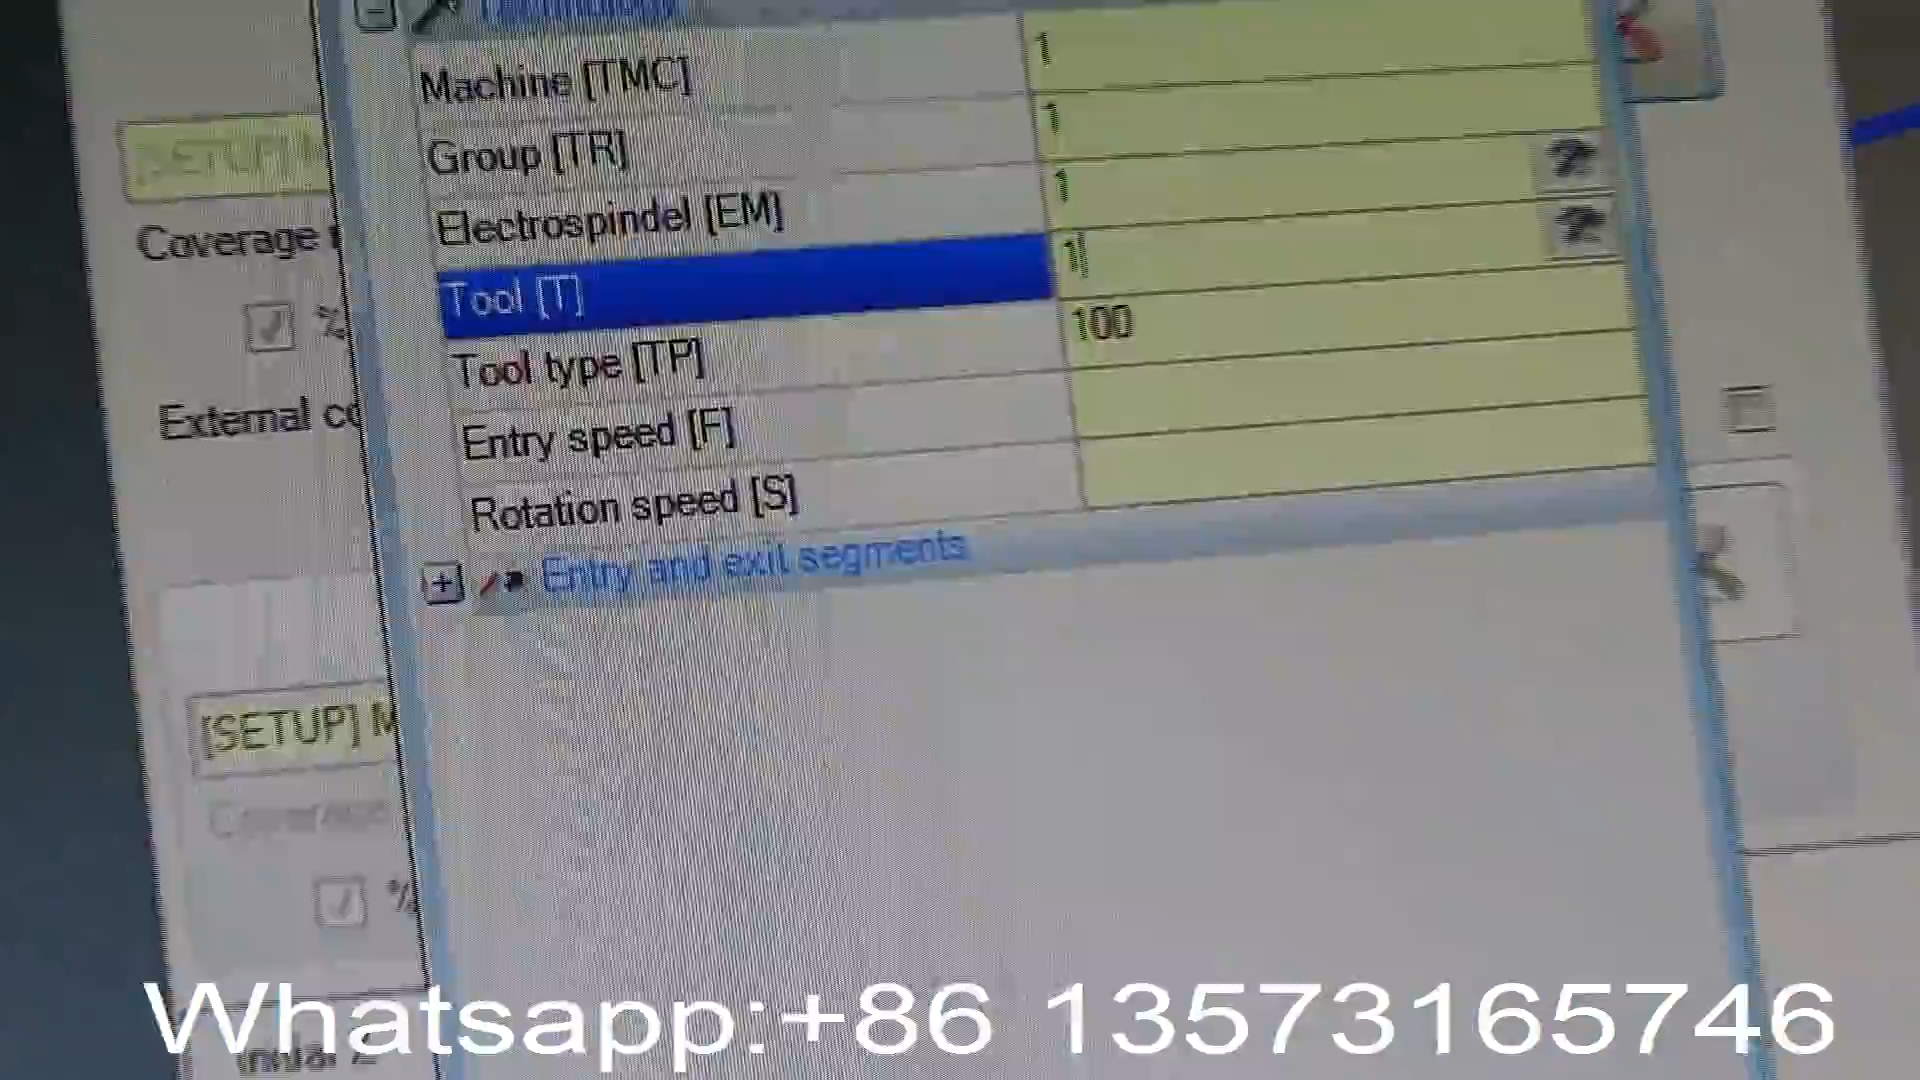 Machine [TMC] 1
Group [TR] 1
Electrospindel [EM] 1
Tool [T] 1
Tool type [TP] 100
Entry speed [F]
Rotation speed [S]
Entry and exit segments
[SETUP] M
Coverage
%
External co
[SETUP] M
%
Whatsapp:+86 13573165746